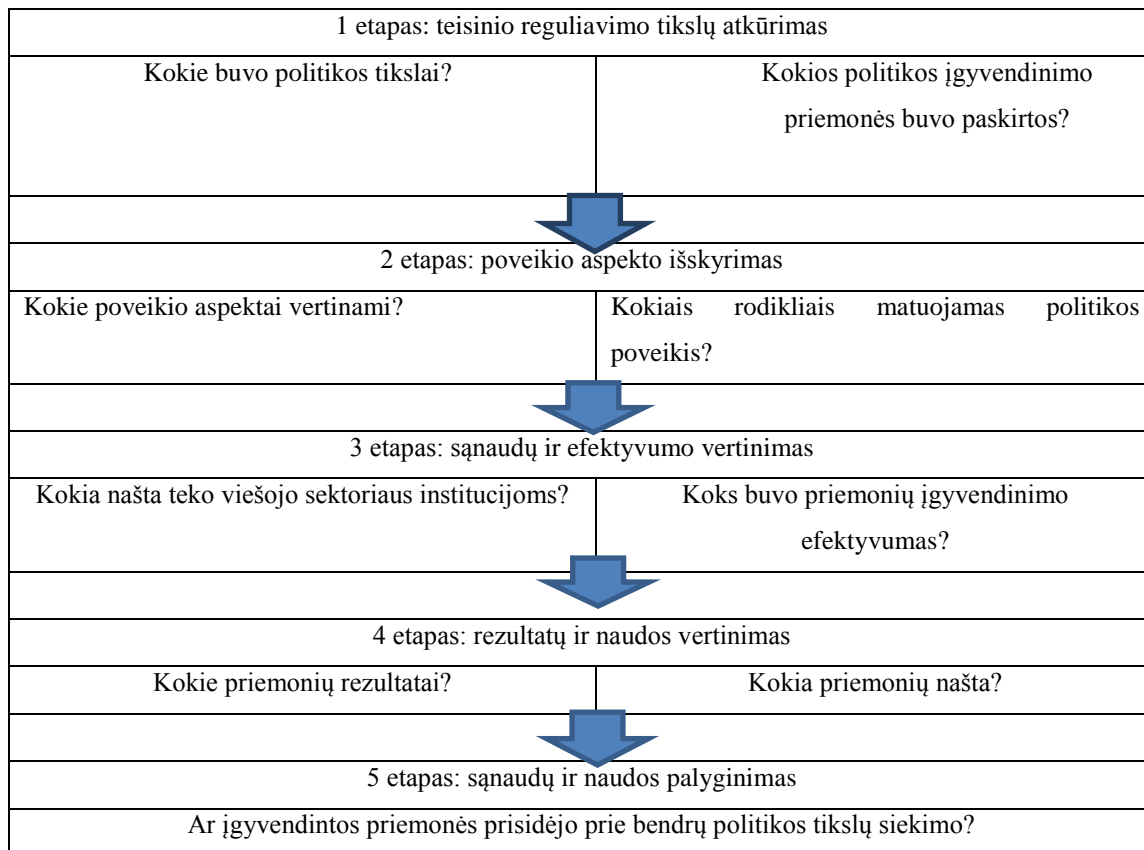 1 etapas: teisinio reguliavimo tikslų atkūrimas
Kokie buvo politikos tikslai?
Kokios politikos įgyvendinimo
priemonės buvo paskirtos?
2 etapas: poveikio aspekto išskyrimas
Kokie poveikio aspektai vertinami?
Kokiais rodikliais matuojamas politikos
poveikis?
3 etapas: sąnaudų ir efektyvumo vertinimas
Kokia našta teko viešojo sektoriaus institucijoms?
Koks buvo priemonių įgyvendinimo
efektyvumas?
4 etapas: rezultatų ir naudos vertinimas
Kokie priemonių rezultatai?
Kokia priemonių našta?
5 etapas: sąnaudų ir naudos palyginimas
Ar įgyvendintos priemonės prisidėjo prie bendrų politikos tikslų siekimo?